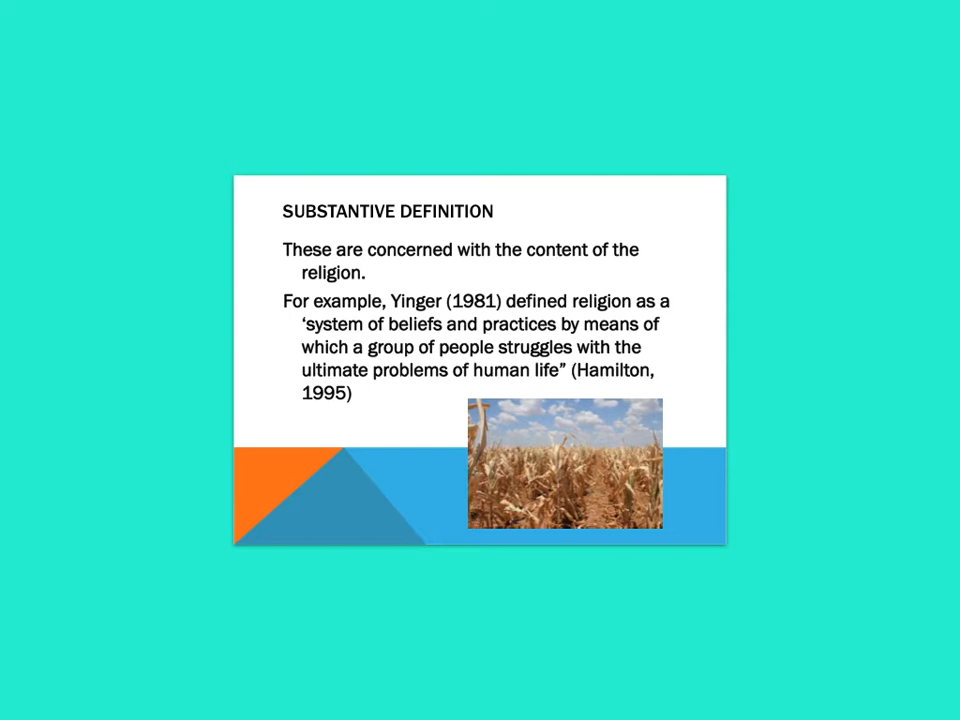 SUBSTANTIVE DEFINITION
These are concerned with the content of the
religion.
For example, Yinger (1981) defined religion as a
‘system of beliefs and practices by means of
which a group of people struggles with the
ultimate problems of human life” (Hamilton,
1995)